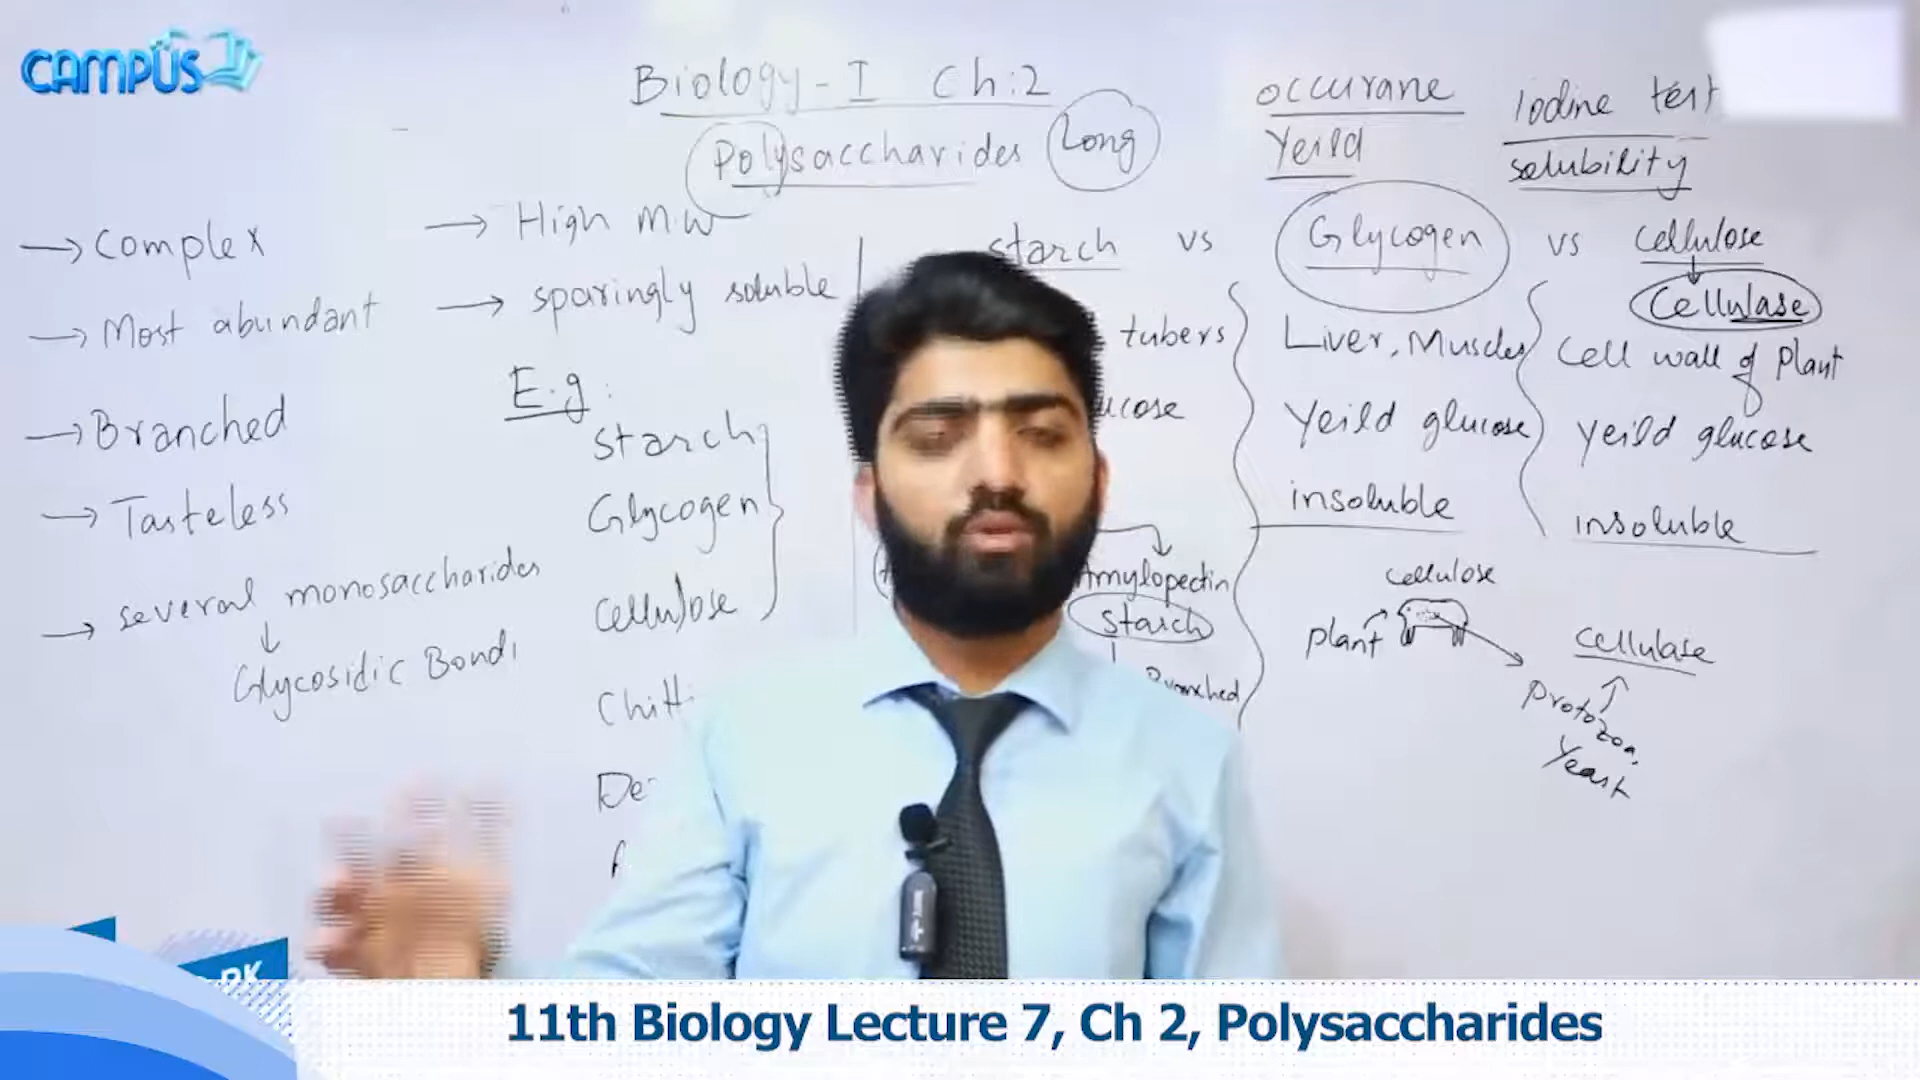 CAMPUS
Biology - I Ch:2
Polysaccharides Long
occurane
Yeild
Iodine test
solubility
→ Complex
→ Most abundant
→ Branched
→ Tasteless
→ several monosaccharides
↓
Glycosidic Bond
→ High M.W
→ sparingly soluble
E.g:
Starch
Glycogen
Cellulose
starch vs Glycogen vs Cellulose
↓
Cellulase
tubers
Amylopectin
Starch
Branched
Liver, Muscles
Yeild glucose
insoluble
Cell wall of Plant
Yeild glucose
insoluble
cellulose
plant
cellulase
↑
Protozoa,
Yeast
11th Biology Lecture 7, Ch 2, Polysaccharides